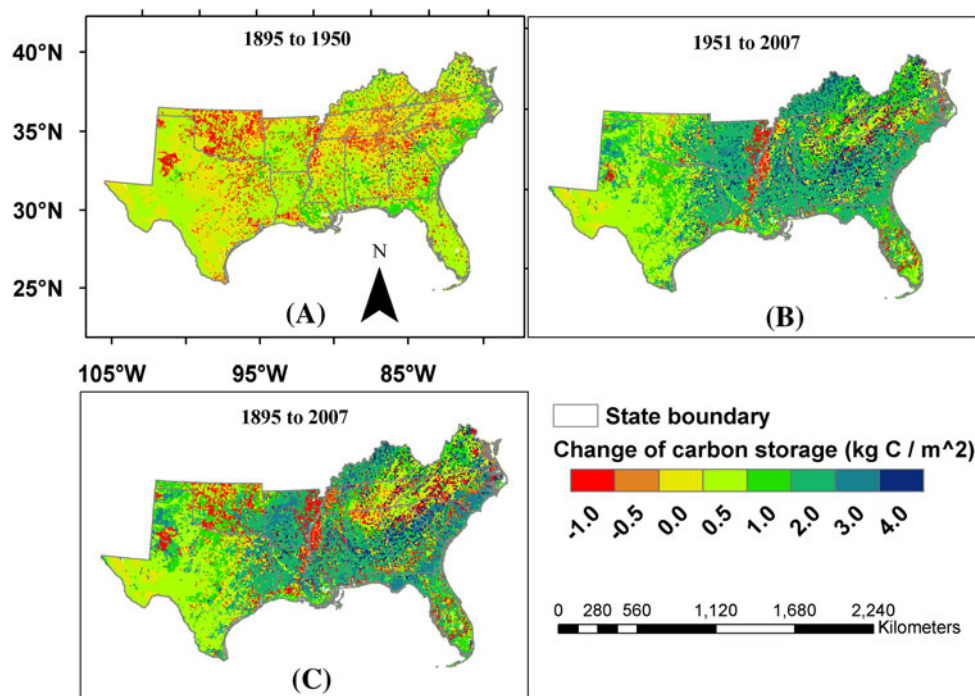 1895 to 1950
40°N
35°N
30°N
25°N
N
(A)
1951 to 2007
(B)
105°W 95°W 85°W
1895 to 2007
(C)
State boundary
Change of carbon storage (kg C / m^2)
-1.0 -0.5 0.0 0.5 1.0 2.0 3.0 4.0
0 280 560 1,120 1,680 2,240
Kilometers